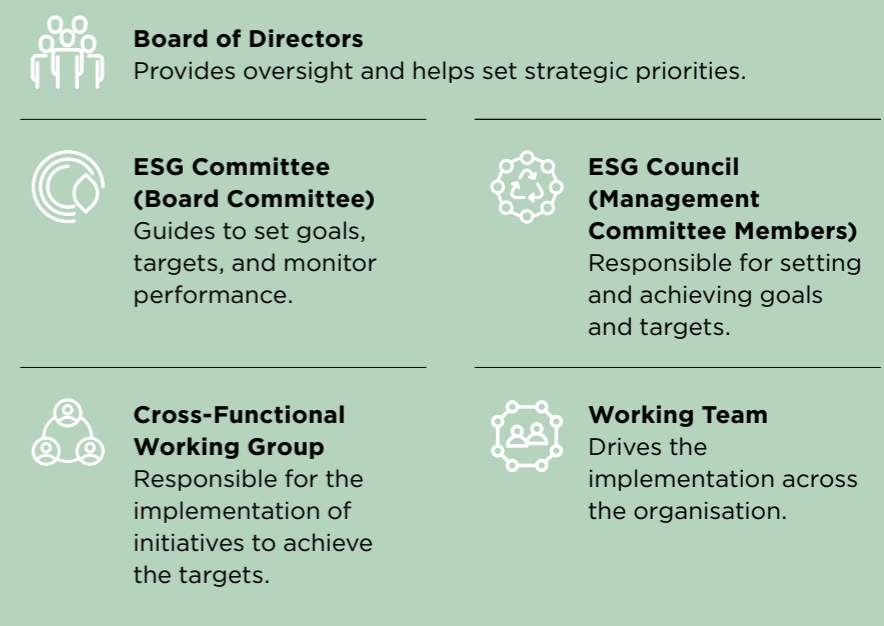 Board of Directors
Provides oversight and helps set strategic priorities.
ESG Committee
(Board Committee)
Guides to set goals,
targets, and monitor
performance.
ESG Council
(Management
Committee Members)
Responsible for setting
and achieving goals
and targets.
Cross-Functional
Working Group
Responsible for the
implementation of
initiatives to achieve
the targets.
Working Team
Drives the
implementation across
the organisation.